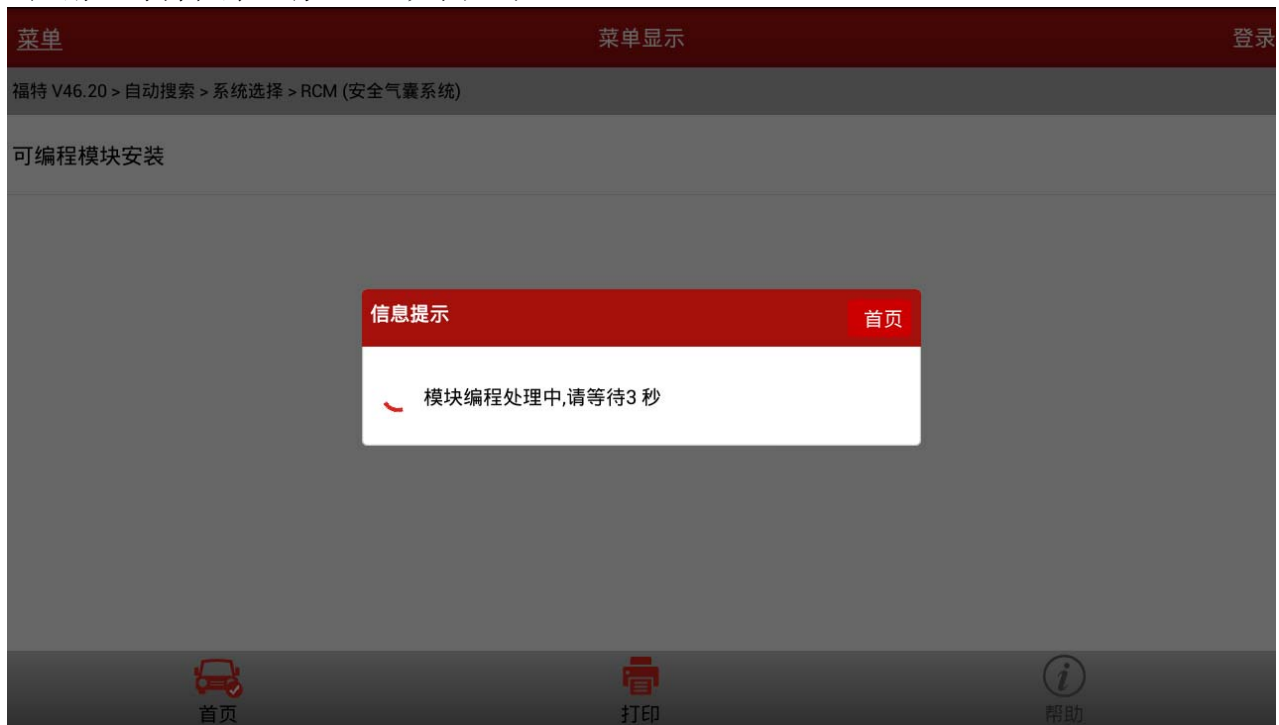 菜单
菜单显示
登录
福特 V46.20 > 自动搜索 > 系统选择 > RCM (安全气囊系统)
可编程模块安装
信息提示
首页
模块编程处理中,请等待3 秒
首页
打印
帮助